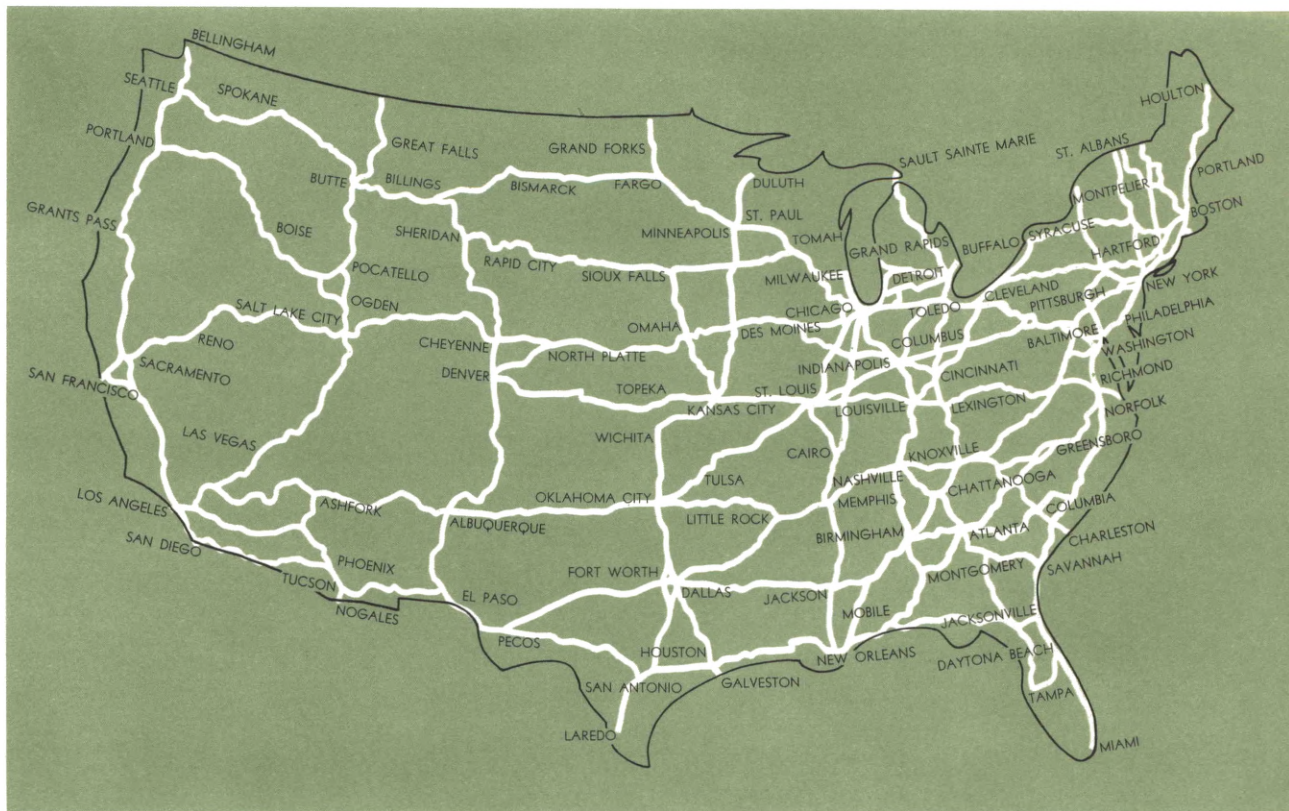 BELLINGHAM
SEATTLE
SPOKANE
PORTLAND
GREAT FALLS
GRAND FORKS
SAULT SAINTE MARIE
ST. ALBANS
HOULTON
BUTTE
BILLINGS
BISMARCK
FARGO
DULUTH
MONTPELIER
PORTLAND
GRANTS PASS
BOISE
SHERIDAN
RAPID CITY
SIOUX FALLS
MINNEAPOLIS
ST. PAUL
TOMAH
GRAND RAPIDS
BUFFALO
SYRACUSE
BOSTON
HARTFORD
POCATELLO
OGDEN
MILWAUKEE
DETROIT
CLEVELAND
NEW YORK
SALT LAKE CITY
RENO
CHICAGO
TOLEDO
PITTSBURGH
PHILADELPHIA
OMAHA
DES MOINES
COLUMBUS
BALTIMORE
WASHINGTON
CHEYENNE
NORTH PLATTE
INDIANAPOLIS
CINCINNATI
SACRAMENTO
SAN FRANCISCO
DENVER
TOPEKA
ST. LOUIS
KANSAS CITY
LOUISVILLE
LEXINGTON
RICHMOND
NORFOLK
LAS VEGAS
WICHITA
CAIRO
KNOXVILLE
GREENSBORO
NASHVILLE
TULSA
CHATTANOOGA
LOS ANGELES
ASHFORK
OKLAHOMA CITY
MEMPHIS
COLUMBIA
ALBUQUERQUE
LITTLE ROCK
BIRMINGHAM
ATLANTA
CHARLESTON
SAN DIEGO
PHOENIX
TUCSON
FORT WORTH
DALLAS
JACKSON
MONTGOMERY
SAVANNAH
NOGALES
EL PASO
MOBILE
JACKSONVILLE
PECOS
HOUSTON
NEW ORLEANS
DAYTONA BEACH
SAN ANTONIO
GALVESTON
TAMPA
LAREDO
MIAMI